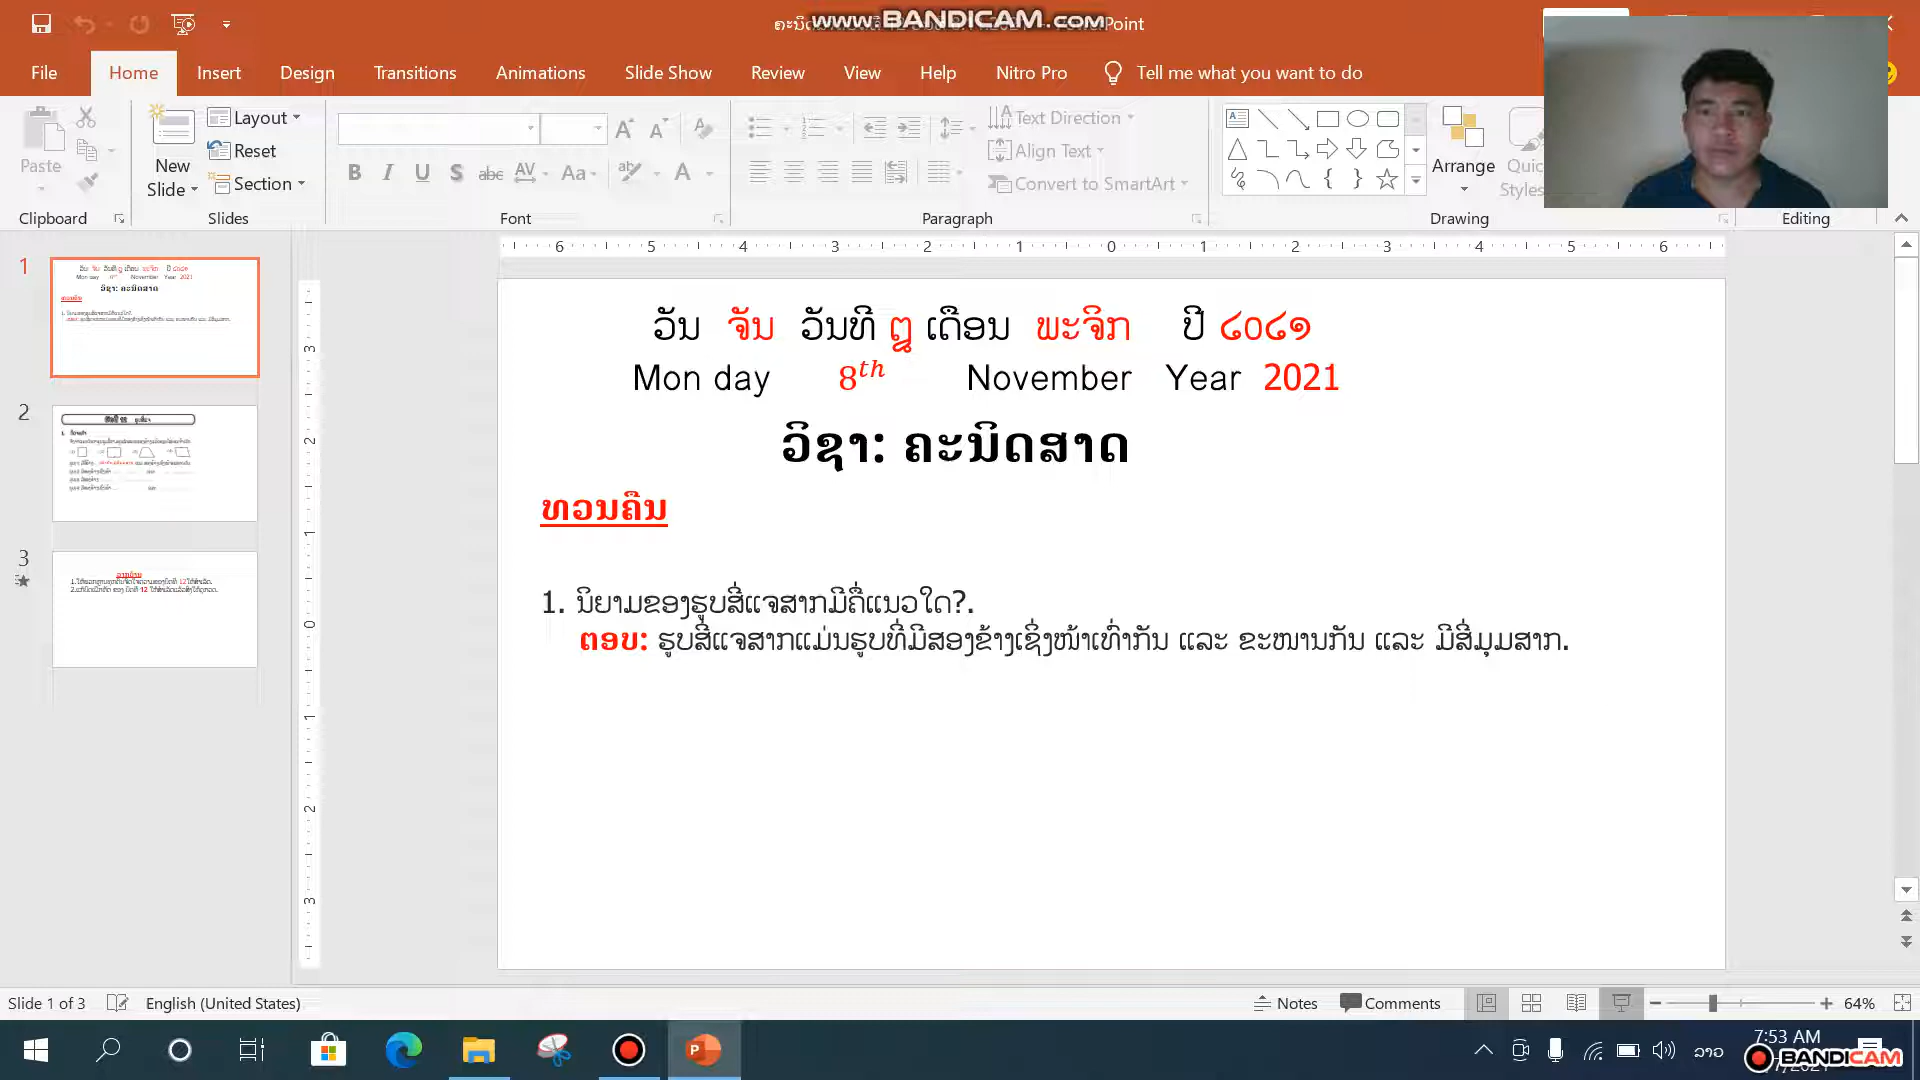 www.BANDICAM.com
File Home Insert Design Transitions Animations Slide Show Review View Help Nitro Pro Tell me what you want to do
Paste New Slide Layout Reset Section Text Direction Align Text Convert to SmartArt Arrange Quick Styles
Clipboard Slides Font Paragraph Drawing Editing
1
2
3
ວັນ ຈັນ ວັນທີ ໘ ເດືອນ ພະຈິກ ປີ ໒໐໒໑
Mon day 8th November Year 2021
ວິຊາ: ຄະນິດສາດ
ທວນຄືນ
1. ນິຍາມຂອງຮູບສີ່ແຈສາກມີຄືແນວໃດ?.
ຕອບ: ຮູບສີ່ແຈສາກແມ່ນຮູບທີ່ມີສອງຂ້າງເຊິ່ງໜ້າເທົ່າກັນ ແລະ ຂະໜານກັນ ແລະ ມີສີ່ມຸມສາກ.
Slide 1 of 3 English (United States) Notes Comments 64%
ລາວ 7:53 AM
BANDICAM